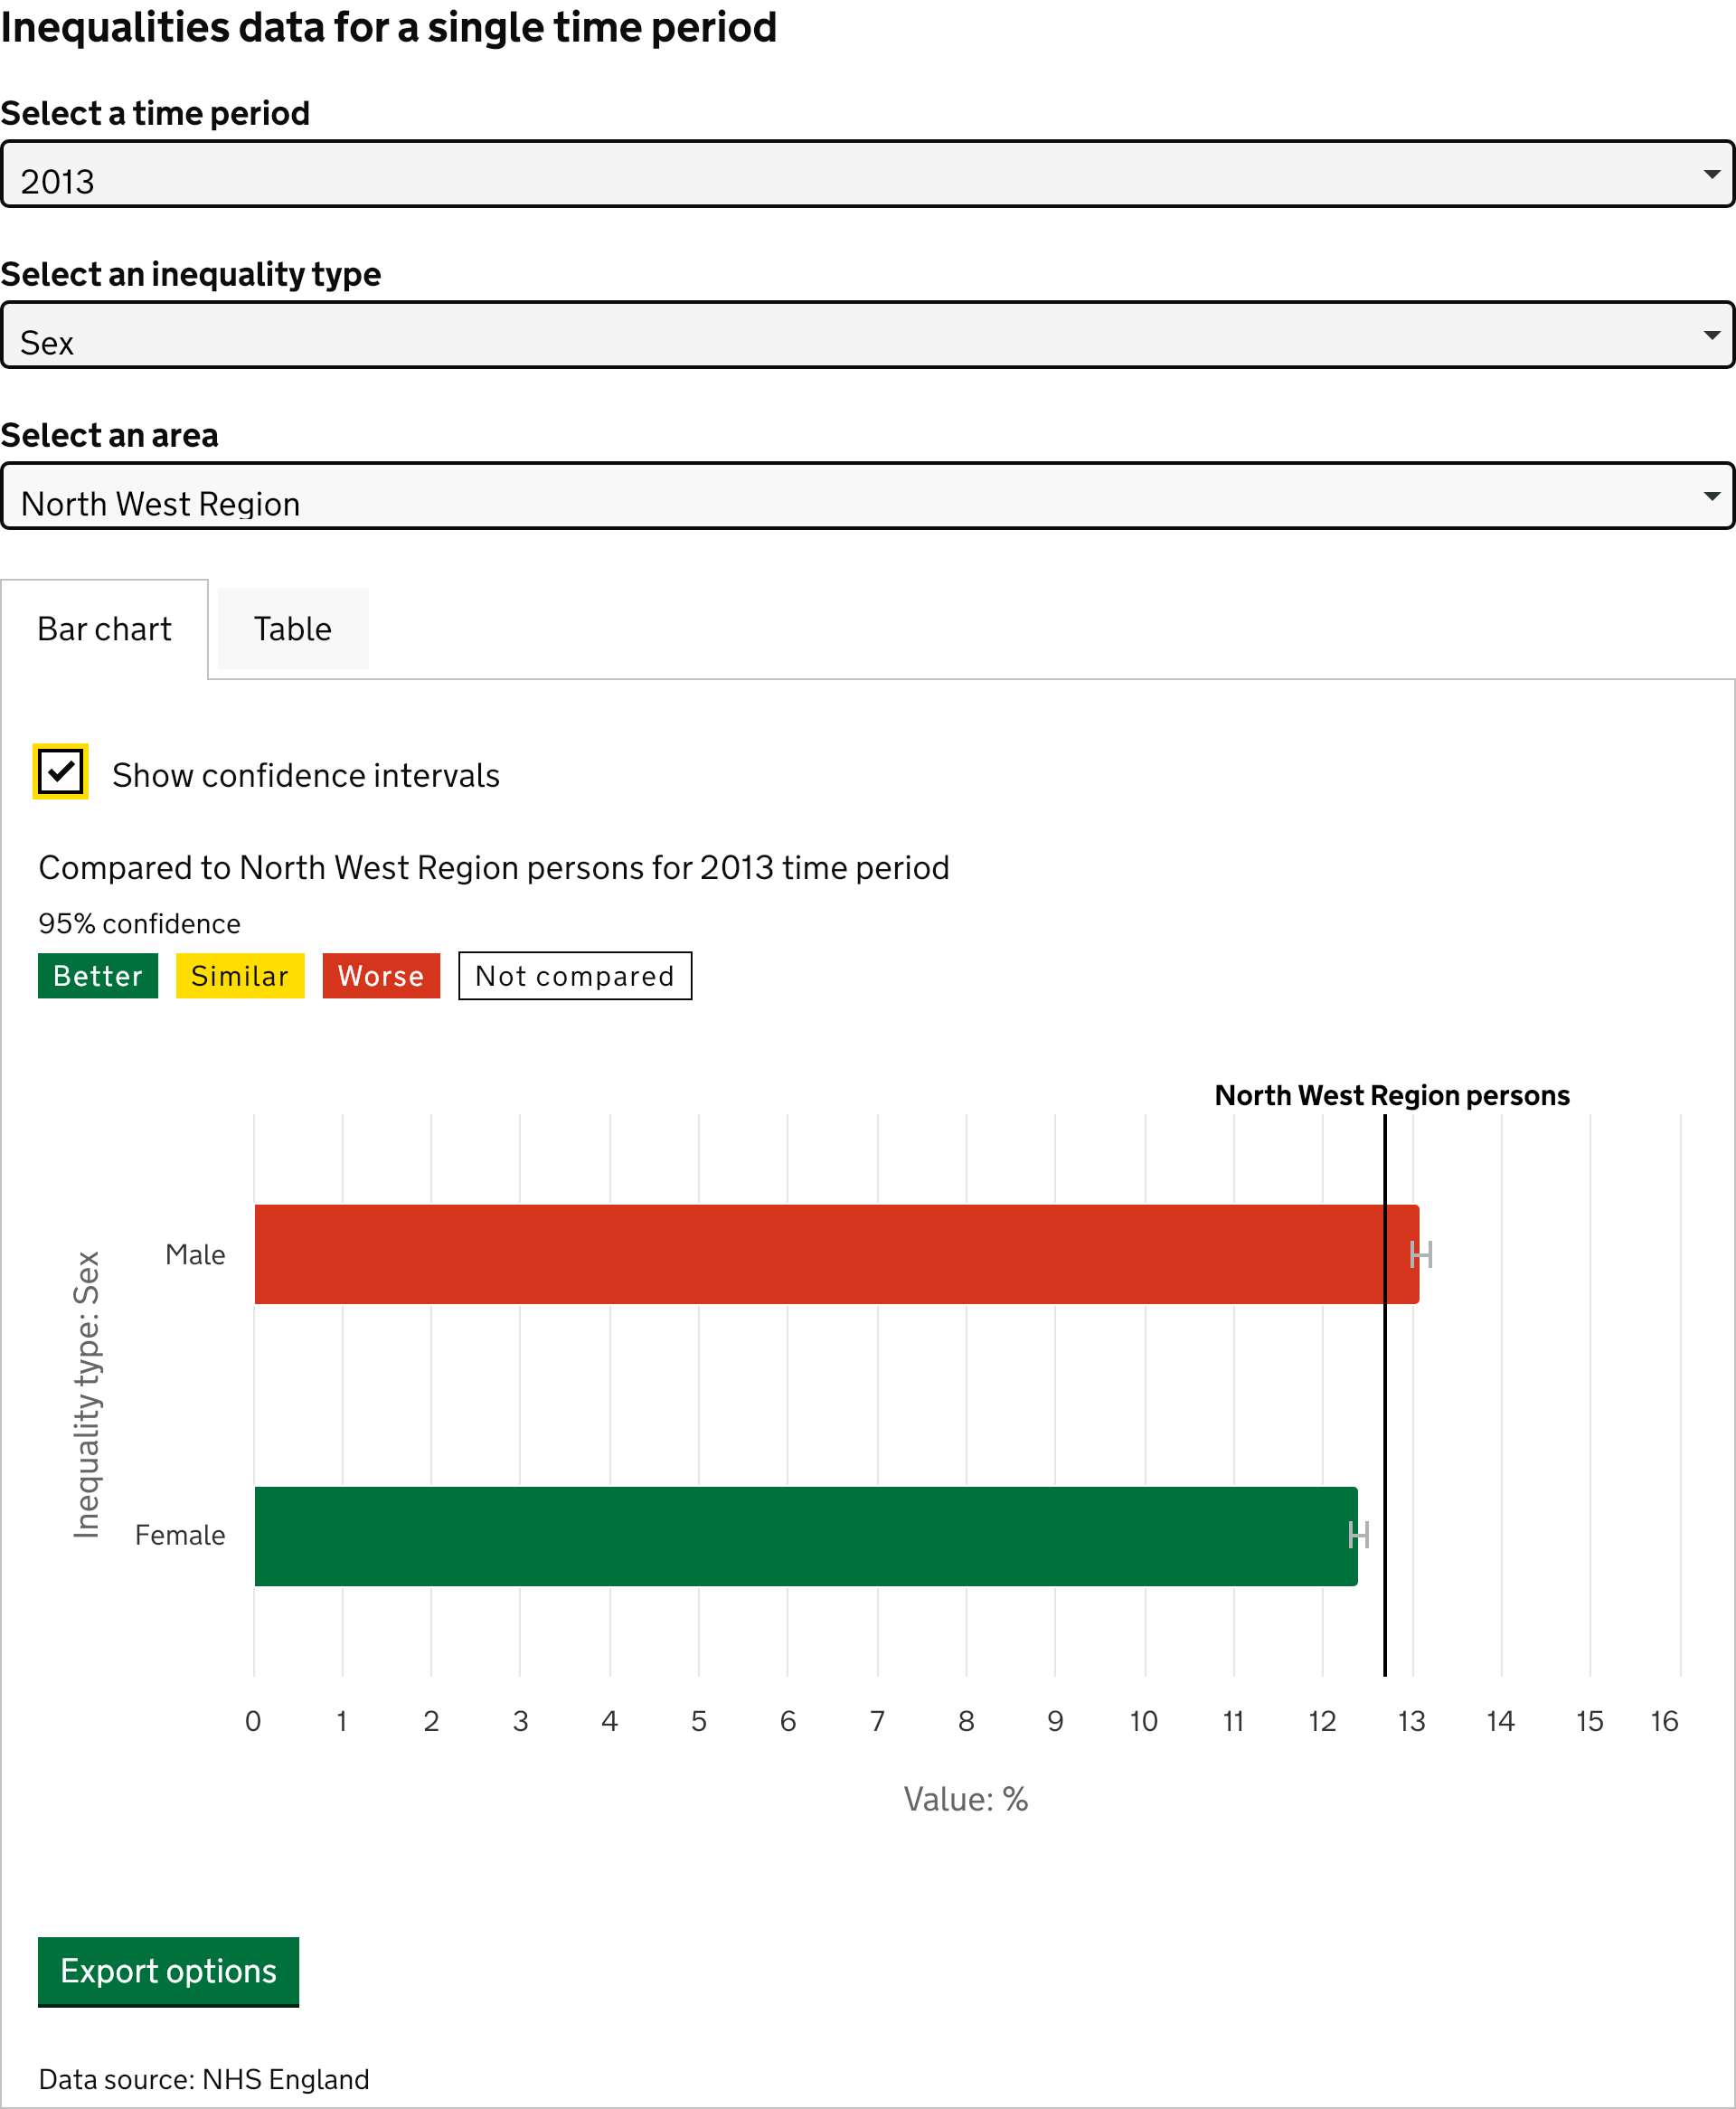 Inequalities data for a single time period
Select a time period
2013
Select an inequality type
Sex
Select an area
North West Region
Bar chart
Table
Show confidence intervals
Compared to North West Region persons for 2013 time period
95% confidence
Better
Similar
Worse
Not compared
North West Region persons
Inequality type: Sex
Male
Female
0 1 2 3 4 5 6 7 8 9 10 11 12 13 14 15 16
Value: %
Export options
Data source: NHS England